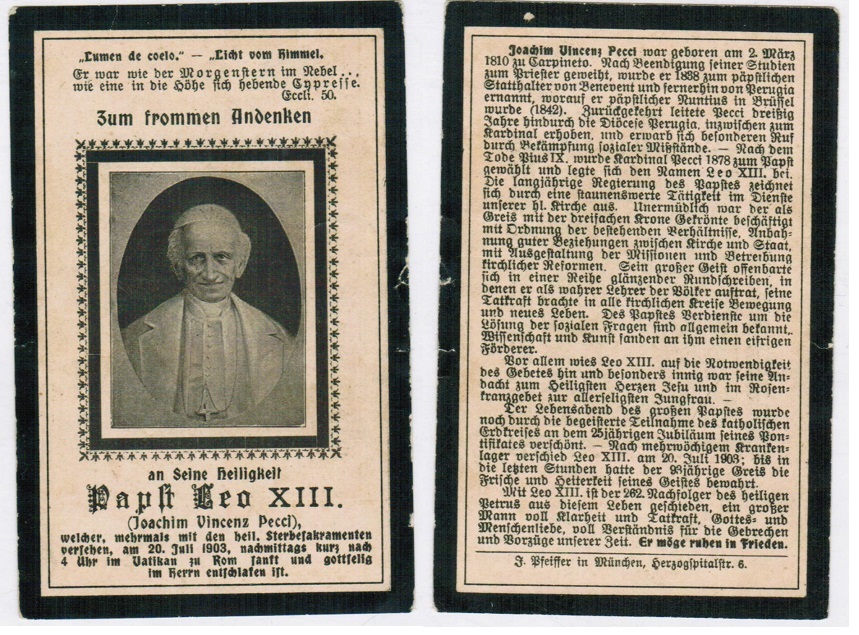 „Lumen de coelo.“ — „Licht vom Himmel.
Er war wie der Morgenstern im Nebel . . ,
wie eine in die Höhe sich hebende Cypresse.
Eccli. 50.
Zum frommen Andenken
an Seine Heiligkeit
Papst Leo XIII.
(Joachim Vincenz Pecci),
welcher, mehrmals mit den heil. Sterbesakramenten
versehen, am 20. Juli 1903, nachmittags kurz nach
4 Uhr im Vatikan zu Rom sanft und gottselig
im Herrn entschlafen ist.
Joachim Vincenz Pecci war geboren am 2. März
1810 zu Carpineto. Nach Beendigung seiner Studien
zum Priester geweiht, wurde er 1838 zum päpstlichen
Statthalter von Benevent und fernerhin von Perugia
ernannt, worauf er päpstlicher Nuntius in Brüssel
wurde (1842). Zurückgekehrt leitete Pecci dreißig
Jahre hindurch die Diöcese Perugia, inzwischen zum
Kardinal erhoben, und erwarb sich besonderen Ruf
durch Bekämpfung sozialer Mißstände. — Nach dem
Tode Pius IX. wurde Kardinal Pecci 1878 zum Papst
gewählt und legte sich den Namen Leo XIII. bei.
Die langjährige Regierung des Papstes zeichnet
sich durch eine staunenswerte Tätigkeit im Dienste
unserer hl. Kirche aus. Unermüdlich war der als
Greis mit der dreifachen Krone Gekrönte beschäftigt
mit Ordnung der bestehenden Verhältnisse, Anbah-
nung guter Beziehungen zwischen Kirche und Staat,
mit Ausgestaltung der Missionen und Betreibung
kirchlicher Reformen. Sein großer Geist offenbarte
sich in einer Reihe glänzender Rundschreiben, in
denen er als wahrer Lehrer der Völker auftrat, seine
Tatkraft brachte in alle kirchlichen Kreise Bewegung
und neues Leben. Des Papstes Verdienste um die
Lösung der sozialen Fragen sind allgemein bekannt,
Wissenschaft und Kunst fanden an ihm einen eifrigen
Förderer.
Vor allem wies Leo XIII. auf die Notwendigkeit
des Gebetes hin und besonders innig war seine An-
dacht zum Heiligsten Herzen Jesu und im Rosen-
kranzgebet zur allerseligsten Jungfrau. —
Der Lebensabend des großen Papstes wurde
noch durch die begeisterte Teilnahme des katholischen
Erdkreises an dem 25jährigen Jubiläum seines Pon-
tifikates verschönt. — Nach mehrwöchigem Kranken-
lager verschied Leo XIII. am 20. Juli 1903; bis in
die letzten Stunden hatte der 93jährige Greis die
Frische und Heiterkeit seines Geistes bewahrt.
Mit Leo XIII. ist der 262. Nachfolger des heiligen
Petrus aus diesem Leben geschieden, ein großer
Mann voll Klarheit und Tatkraft, Gottes- und
Menschenliebe, voll Verständnis für die Gebrechen
und Vorzüge unserer Zeit. Er möge ruhen in Frieden.
J. Pfeiffer in München, Herzogspitalstr. 6.